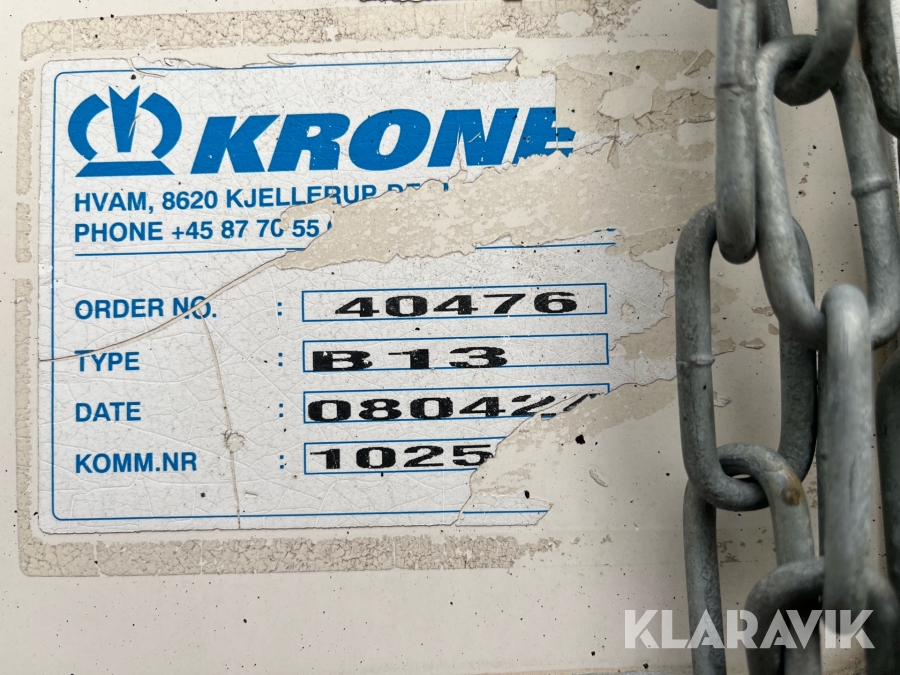 KRONE
HVAM, 8620 KJELLERUP
PHONE +45 87 70 55
ORDER NO. : 40476
TYPE : B13
DATE : 08042
KOMM.NR : 1025
KLARAVIK